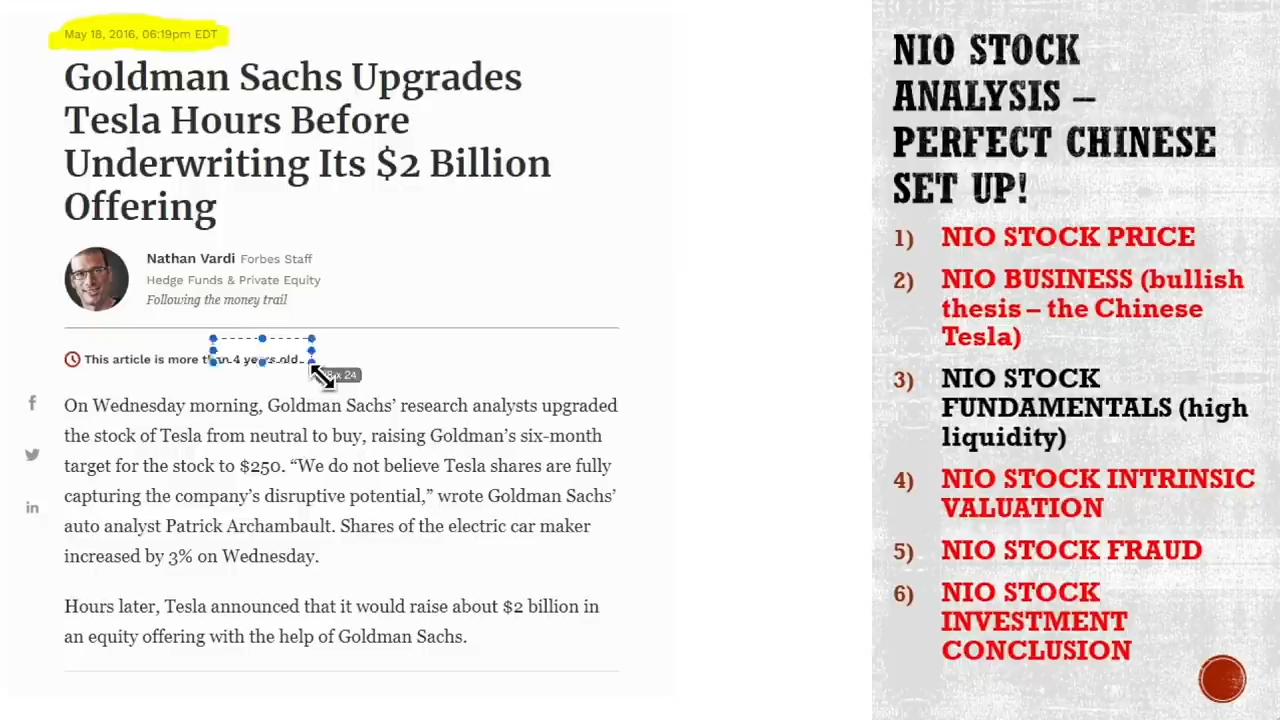 May 18, 2016, 06:19pm EDT
Goldman Sachs Upgrades
Tesla Hours Before
Underwriting Its $2 Billion
Offering
Nathan Vardi Forbes Staff
Hedge Funds & Private Equity
Following the money trail
This article is more than 4 years old.
x 24
On Wednesday morning, Goldman Sachs’ research analysts upgraded
the stock of Tesla from neutral to buy, raising Goldman’s six-month
target for the stock to $250. “We do not believe Tesla shares are fully
capturing the company’s disruptive potential,” wrote Goldman Sachs’
auto analyst Patrick Archambault. Shares of the electric car maker
increased by 3% on Wednesday.
Hours later, Tesla announced that it would raise about $2 billion in
an equity offering with the help of Goldman Sachs.
NIO STOCK
ANALYSIS –
PERFECT CHINESE
SET UP!
1) NIO STOCK PRICE
2) NIO BUSINESS (bullish
thesis – the Chinese
Tesla)
3) NIO STOCK
FUNDAMENTALS (high
liquidity)
4) NIO STOCK INTRINSIC
VALUATION
5) NIO STOCK FRAUD
6) NIO STOCK
INVESTMENT
CONCLUSION